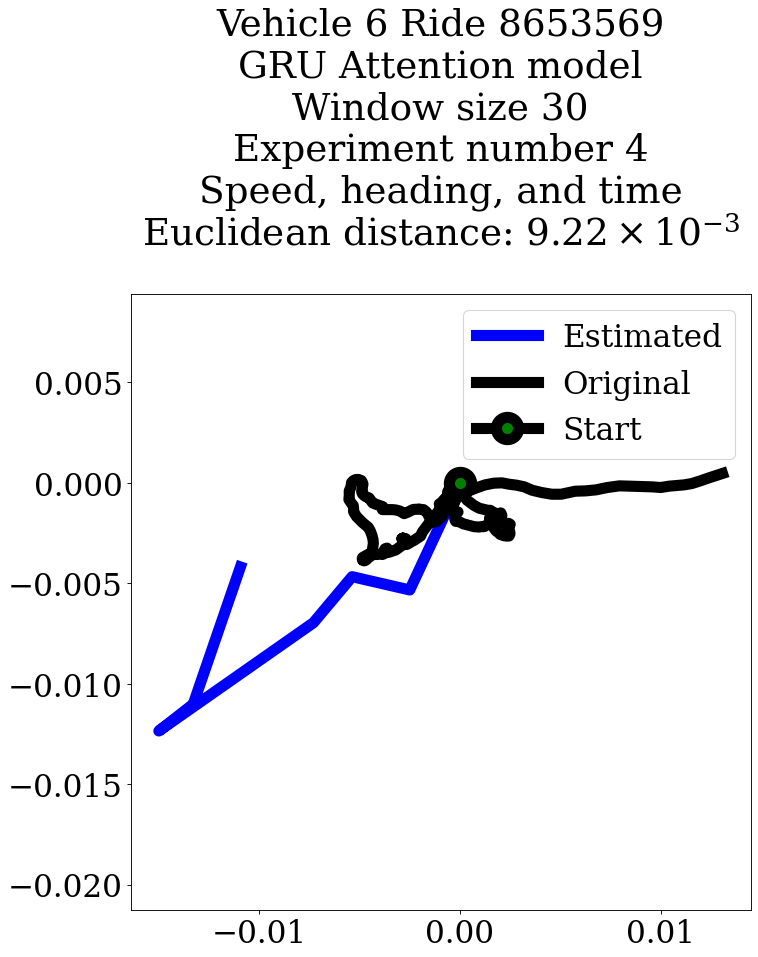 Vehicle 6 Ride 8653569
GRU Attention model
Window size 30
Experiment number 4
Speed, heading, and time
Euclidean distance: 9.22 × 10⁻³
Estimated
Original
Start
0.005
0.000
−0.005
−0.010
−0.015
−0.020
−0.01 0.00 0.01